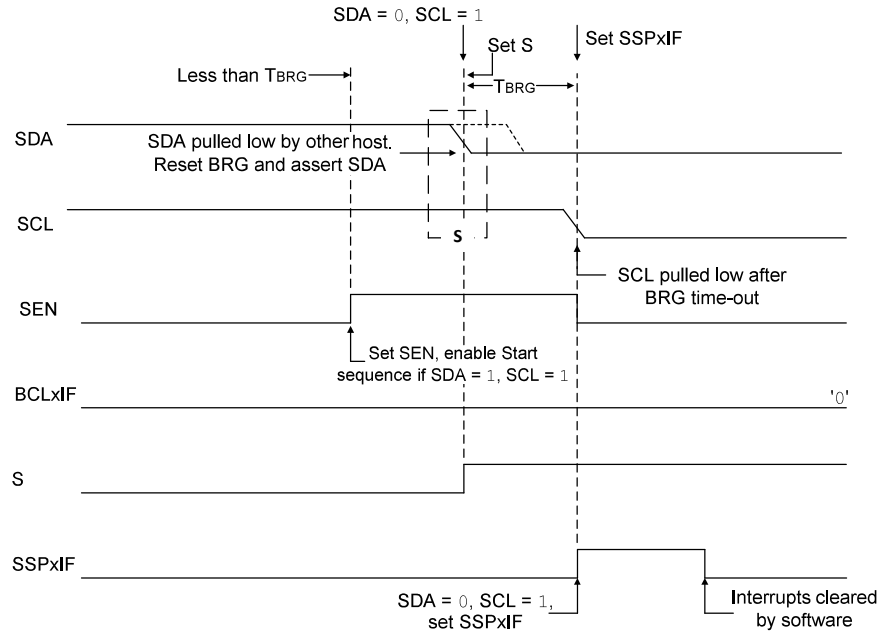 SDA = 0, SCL = 1
Set S
Set SSPxIF
Less than TBRG
TBRG
SDA
SDA pulled low by other host.
Reset BRG and assert SDA
SCL
S
SCL pulled low after
BRG time-out
SEN
Set SEN, enable Start
sequence if SDA = 1, SCL = 1
BCLxIF
'0'
S
SSPxIF
SDA = 0, SCL = 1,
set SSPxIF
Interrupts cleared
by software